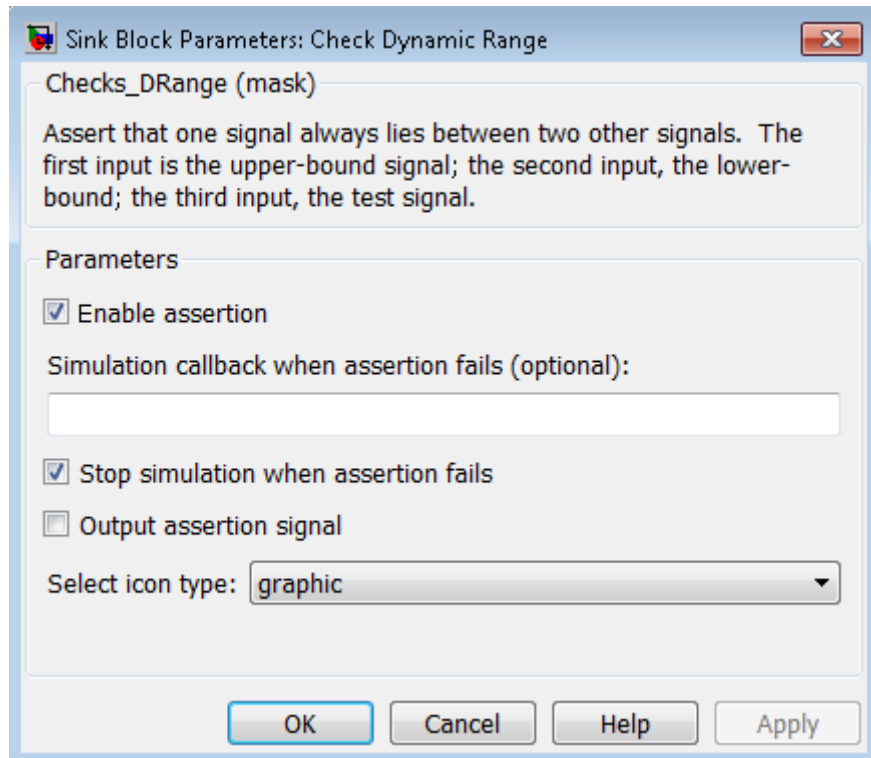 Sink Block Parameters: Check Dynamic Range
Checks_DRange (mask)
Assert that one signal always lies between two other signals.  The
first input is the upper-bound signal; the second input, the lower-
bound; the third input, the test signal.
Parameters
Enable assertion
Simulation callback when assertion fails (optional):
Stop simulation when assertion fails
Output assertion signal
Select icon type: graphic
OK Cancel Help Apply